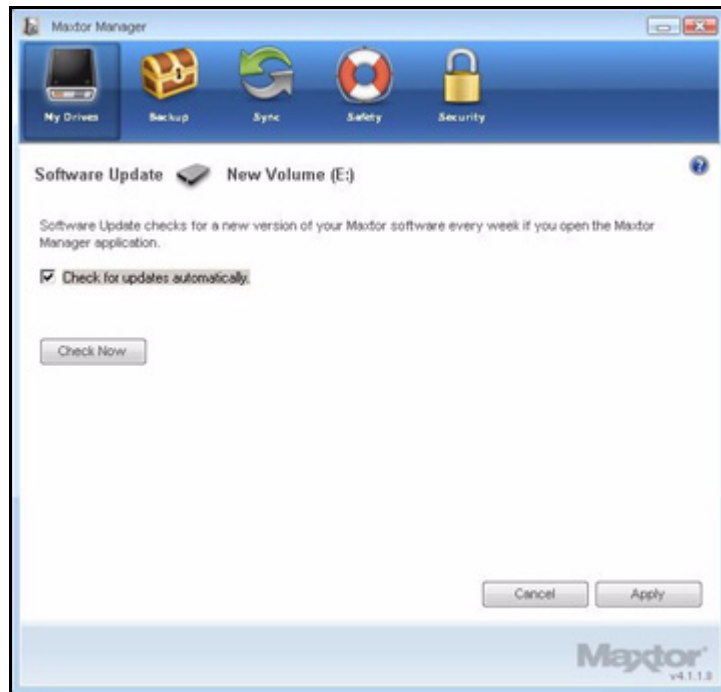 Maxtor Manager
My Drives Backup Sync Safety Security
Software Update New Volume (E:)
Software Update checks for a new version of your Maxtor software every week if you open the Maxtor
Manager application.
Check for updates automatically.
Check Now
Cancel Apply
Maxtor
v4.1.1.0